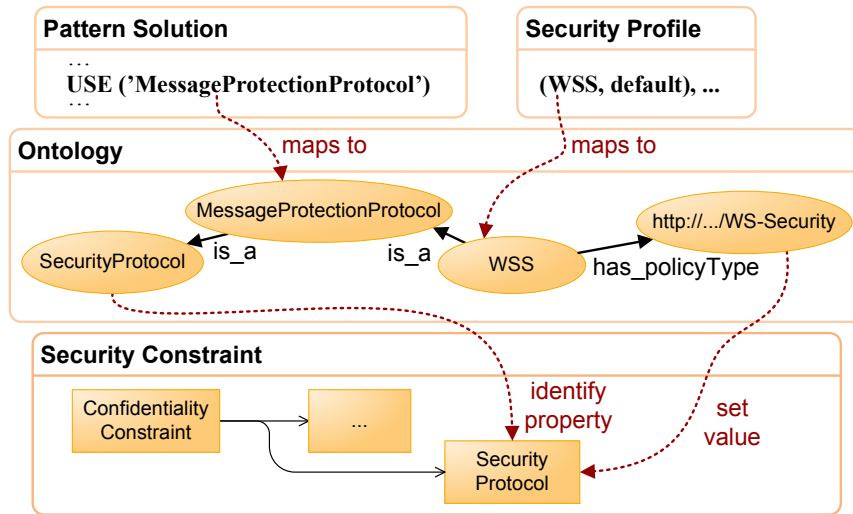 Pattern Solution
...
USE ('MessageProtectionProtocol')
...
Security Profile
(WSS, default), ...
maps to
maps to
Ontology
MessageProtectionProtocol
http://.../WS-Security
SecurityProtocol
is_a
is_a
WSS
has_policyType
Security Constraint
Confidentiality
Constraint
...
identify
property
set
value
Security
Protocol